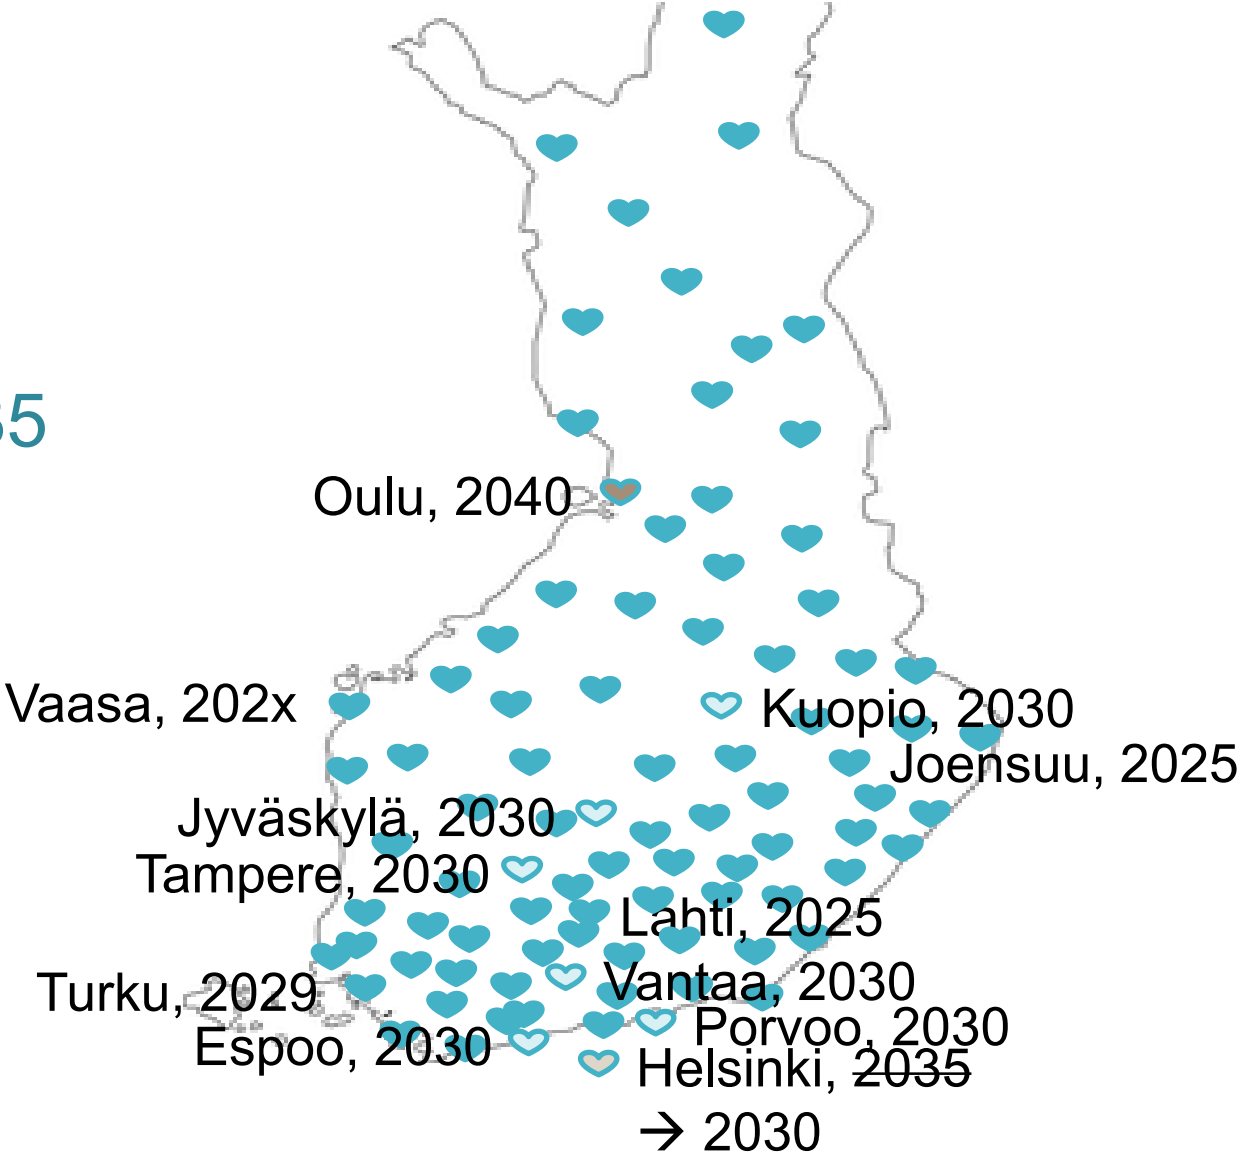 5
Oulu, 2040
Vaasa, 202x
Kuopio, 2030
Joensuu, 2025
Jyväskylä, 2030
Tampere, 2030
Lahti, 2025
Turku, 2029
Vantaa, 2030
Porvoo, 2030
Espoo, 2030
Helsinki, 2035
→ 2030